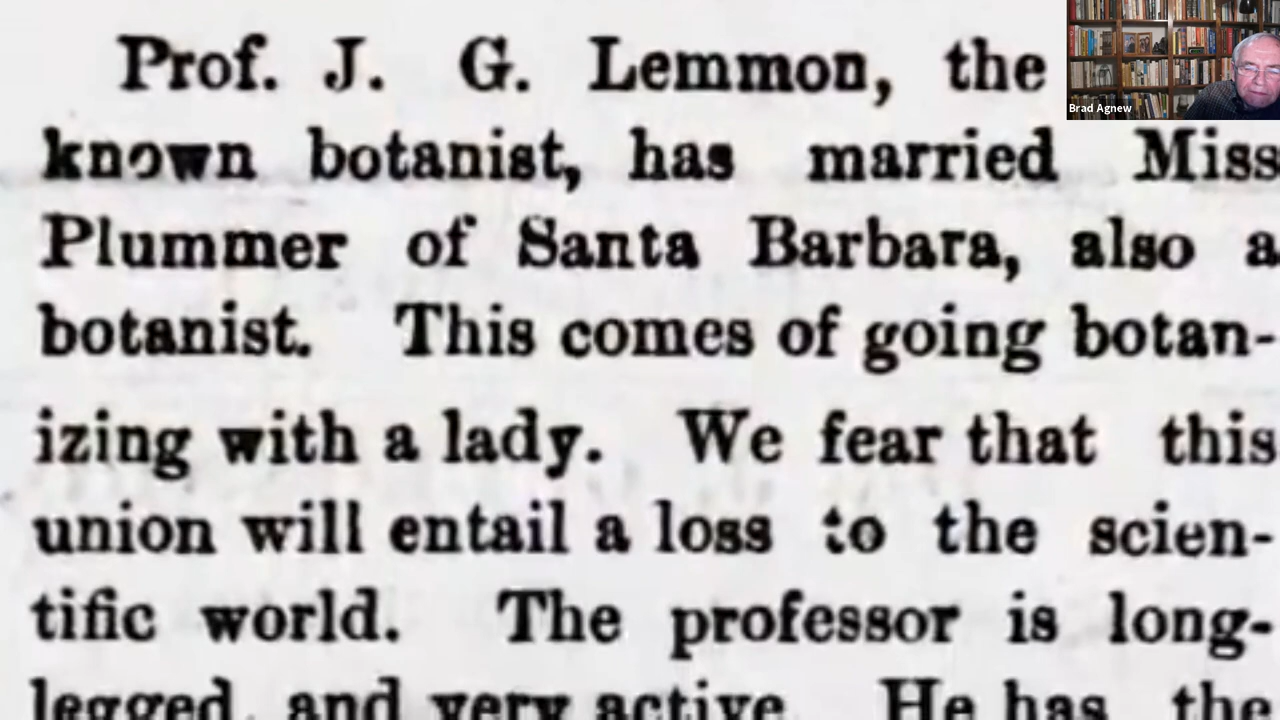 Prof. J. G. Lemmon, the
known botanist, has married Miss
Plummer of Santa Barbara, also a
botanist. This comes of going botan-
izing with a lady. We fear that this
union will entail a loss to the scien-
tific world. The professor is long-
legged and very active. He has the
Brad Agnew